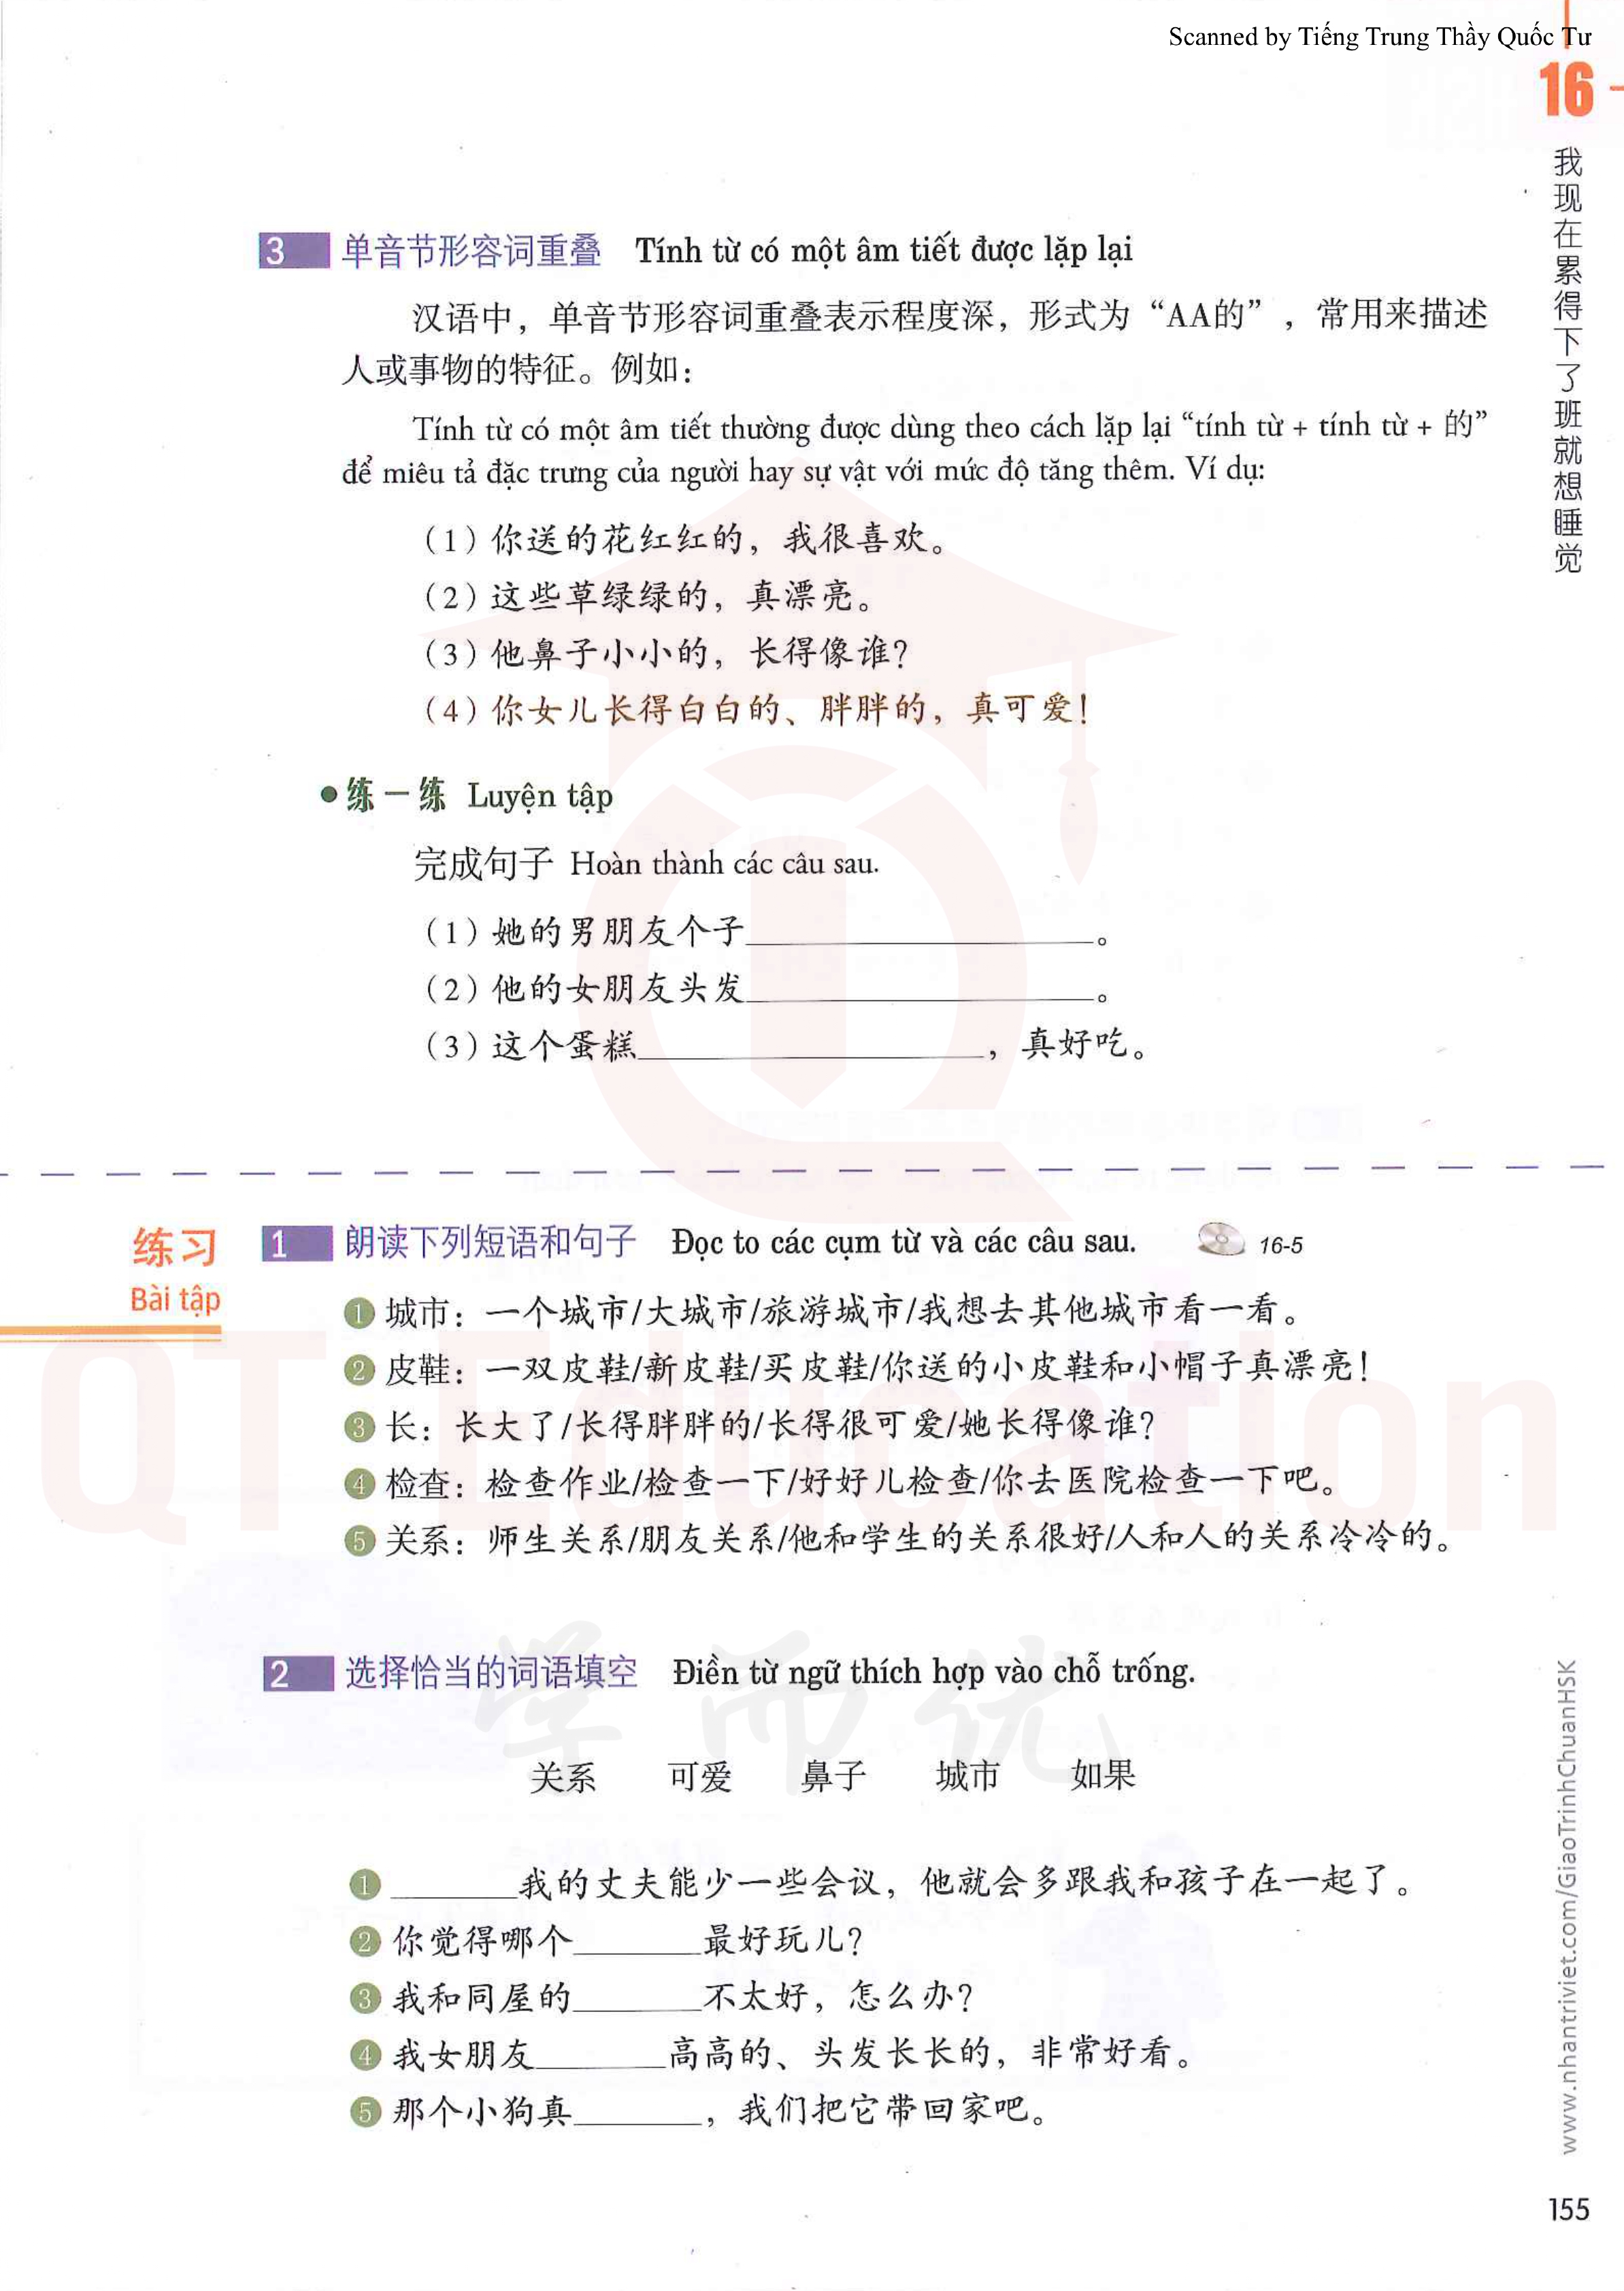 Scanned by Tiếng Trung Thầy Quốc Tư
16
我现在累得下了班就想睡觉
3 单音节形容词重叠 Tính từ có một âm tiết được lặp lại
汉语中，单音节形容词重叠表示程度深，形式为“AA的”，常用来描述
人或事物的特征。例如：
Tính từ có một âm tiết thường được dùng theo cách lặp lại “tính từ + tính từ + 的”
để miêu tả đặc trưng của người hay sự vật với mức độ tăng thêm. Ví dụ:
（1）你送的花红红的，我很喜欢。
（2）这些草绿绿的，真漂亮。
（3）他鼻子小小的，长得像谁？
（4）你女儿长得白白的、胖胖的，真可爱！
●练一练 Luyện tập
完成句子 Hoàn thành các câu sau.
（1）她的男朋友个子____________。
（2）他的女朋友头发____________。
（3）这个蛋糕____________，真好吃。
练习
Bài tập
1 朗读下列短语和句子 Đọc to các cụm từ và các câu sau. 16-5
1 城市：一个城市/大城市/旅游城市/我想去其他城市看一看。
2 皮鞋：一双皮鞋/新皮鞋/买皮鞋/你送的小皮鞋和小帽子真漂亮！
3 长：长大了/长得胖胖的/长得很可爱/她长得像谁？
4 检查：检查作业/检查一下/好好儿检查/你去医院检查一下吧。
5 关系：师生关系/朋友关系/他和学生的关系很好/人和人的关系冷冷的。
QT Education
2 选择恰当的词语填空 Điền từ ngữ thích hợp vào chỗ trống.
学而优
关系 可爱 鼻子 城市 如果
1 ______我的丈夫能少一些会议，他就会多跟我和孩子在一起了。
2 你觉得哪个______最好玩儿？
3 我和同屋的______不太好，怎么办？
4 我女朋友______高高的、头发长长的，非常好看。
5 那个小狗真______，我们把它带回家吧。
www.nhantriviet.com/GiaoTrinhChuanHSK
155